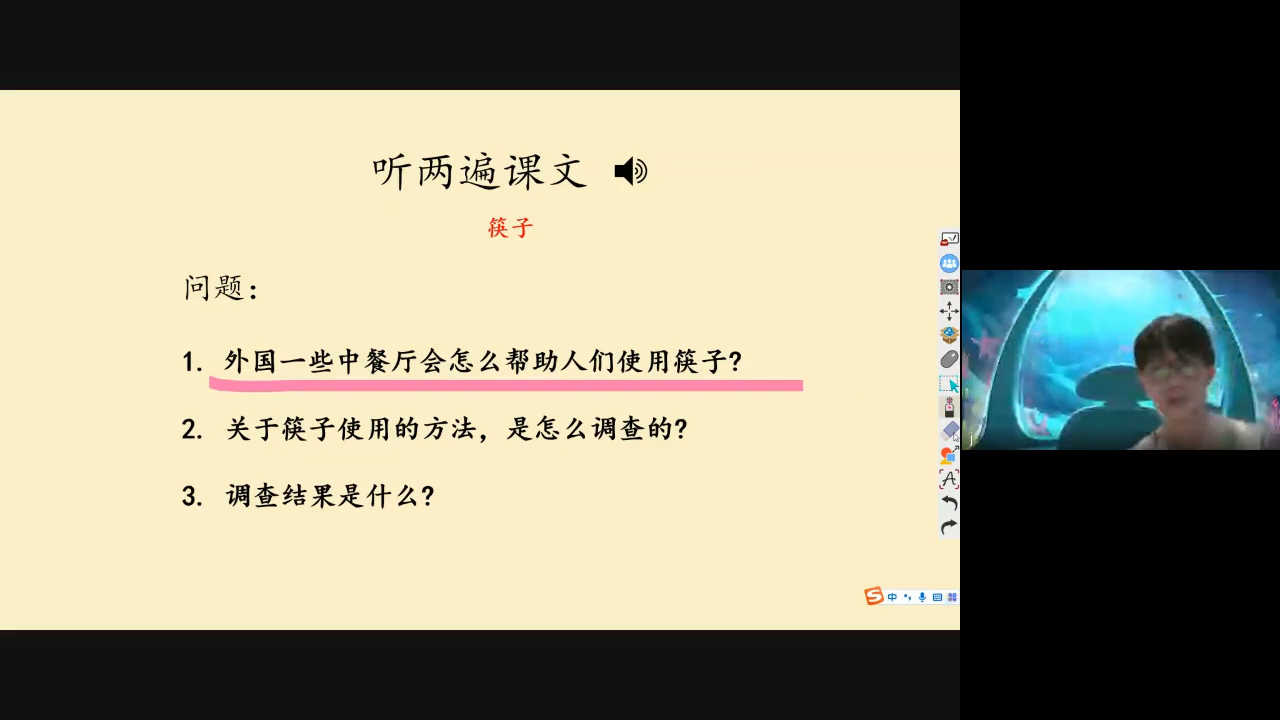 听两遍课文
筷子
问题：
1. 外国一些中餐厅会怎么帮助人们使用筷子?
2. 关于筷子使用的方法，是怎么调查的?
3. 调查结果是什么?
中
j